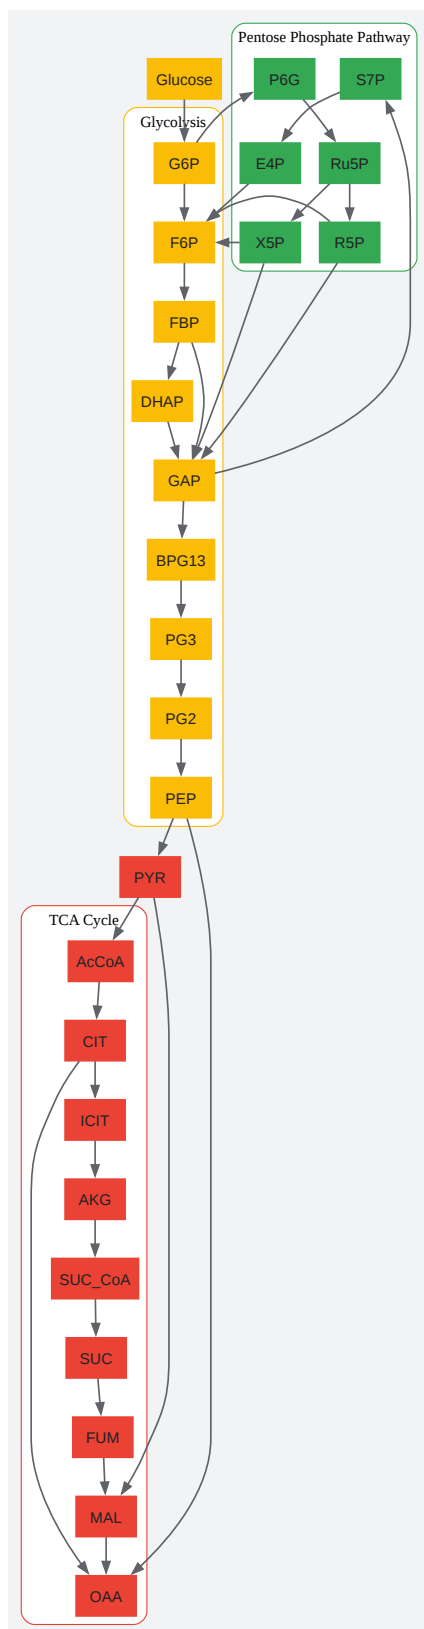 Pentose Phosphate Pathway
Glucose
P6G
S7P
Glycolysis
G6P
E4P
Ru5P
F6P
X5P
R5P
FBP
DHAP
GAP
BPG13
PG3
PG2
PEP
PYR
TCA Cycle
AcCoA
CIT
ICIT
AKG
SUC_CoA
SUC
FUM
MAL
OAA